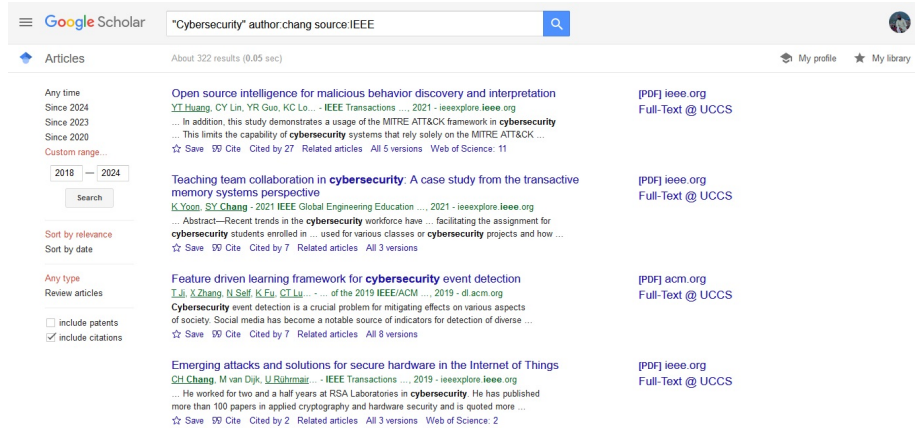 Google Scholar
"Cybersecurity" author:chang source:IEEE
Articles
About 322 results (0.05 sec)
My profile
My library
Any time
Since 2024
Since 2023
Since 2020
Custom range...
2018 — 2024
Search
Sort by relevance
Sort by date
Any type
Review articles
include patents
include citations
Open source intelligence for malicious behavior discovery and interpretation
YT Huang, CY Lin, YR Guo, KC Lo... - IEEE Transactions ..., 2021 - ieeexplore.ieee.org
... In addition, this study demonstrates a usage of the MITRE ATT&CK framework in cybersecurity
... This limits the capability of cybersecurity systems that rely solely on the MITRE ATT&CK ...
Save Cite Cited by 27 Related articles All 5 versions Web of Science: 11
[PDF] ieee.org
Full-Text @ UCCS
Teaching team collaboration in cybersecurity: A case study from the transactive
memory systems perspective
K Yoon, SY Chang - 2021 IEEE Global Engineering Education ..., 2021 - ieeexplore.ieee.org
... Abstract—Recent trends in the cybersecurity workforce have ... facilitating the assignment for
cybersecurity students enrolled in ... used for various classes or cybersecurity projects and how ...
Save Cite Cited by 7 Related articles All 3 versions
[PDF] ieee.org
Full-Text @ UCCS
Feature driven learning framework for cybersecurity event detection
T Ji, X Zhang, N Self, K Fu, CT Lu... - ... of the 2019 IEEE/ACM ..., 2019 - dl.acm.org
Cybersecurity event detection is a crucial problem for mitigating effects on various aspects
of society. Social media has become a notable source of indicators for detection of diverse ...
Save Cite Cited by 7 Related articles All 8 versions
[PDF] acm.org
Full-Text @ UCCS
Emerging attacks and solutions for secure hardware in the Internet of Things
CH Chang, M van Dijk, U Rührmair... - IEEE Transactions ..., 2019 - ieeexplore.ieee.org
... He worked for two and a half years at RSA Laboratories in cybersecurity. He has published
more than 100 papers in applied cryptography and hardware security and is quoted more ...
Save Cite Cited by 2 Related articles All 3 versions Web of Science: 2
[PDF] ieee.org
Full-Text @ UCCS